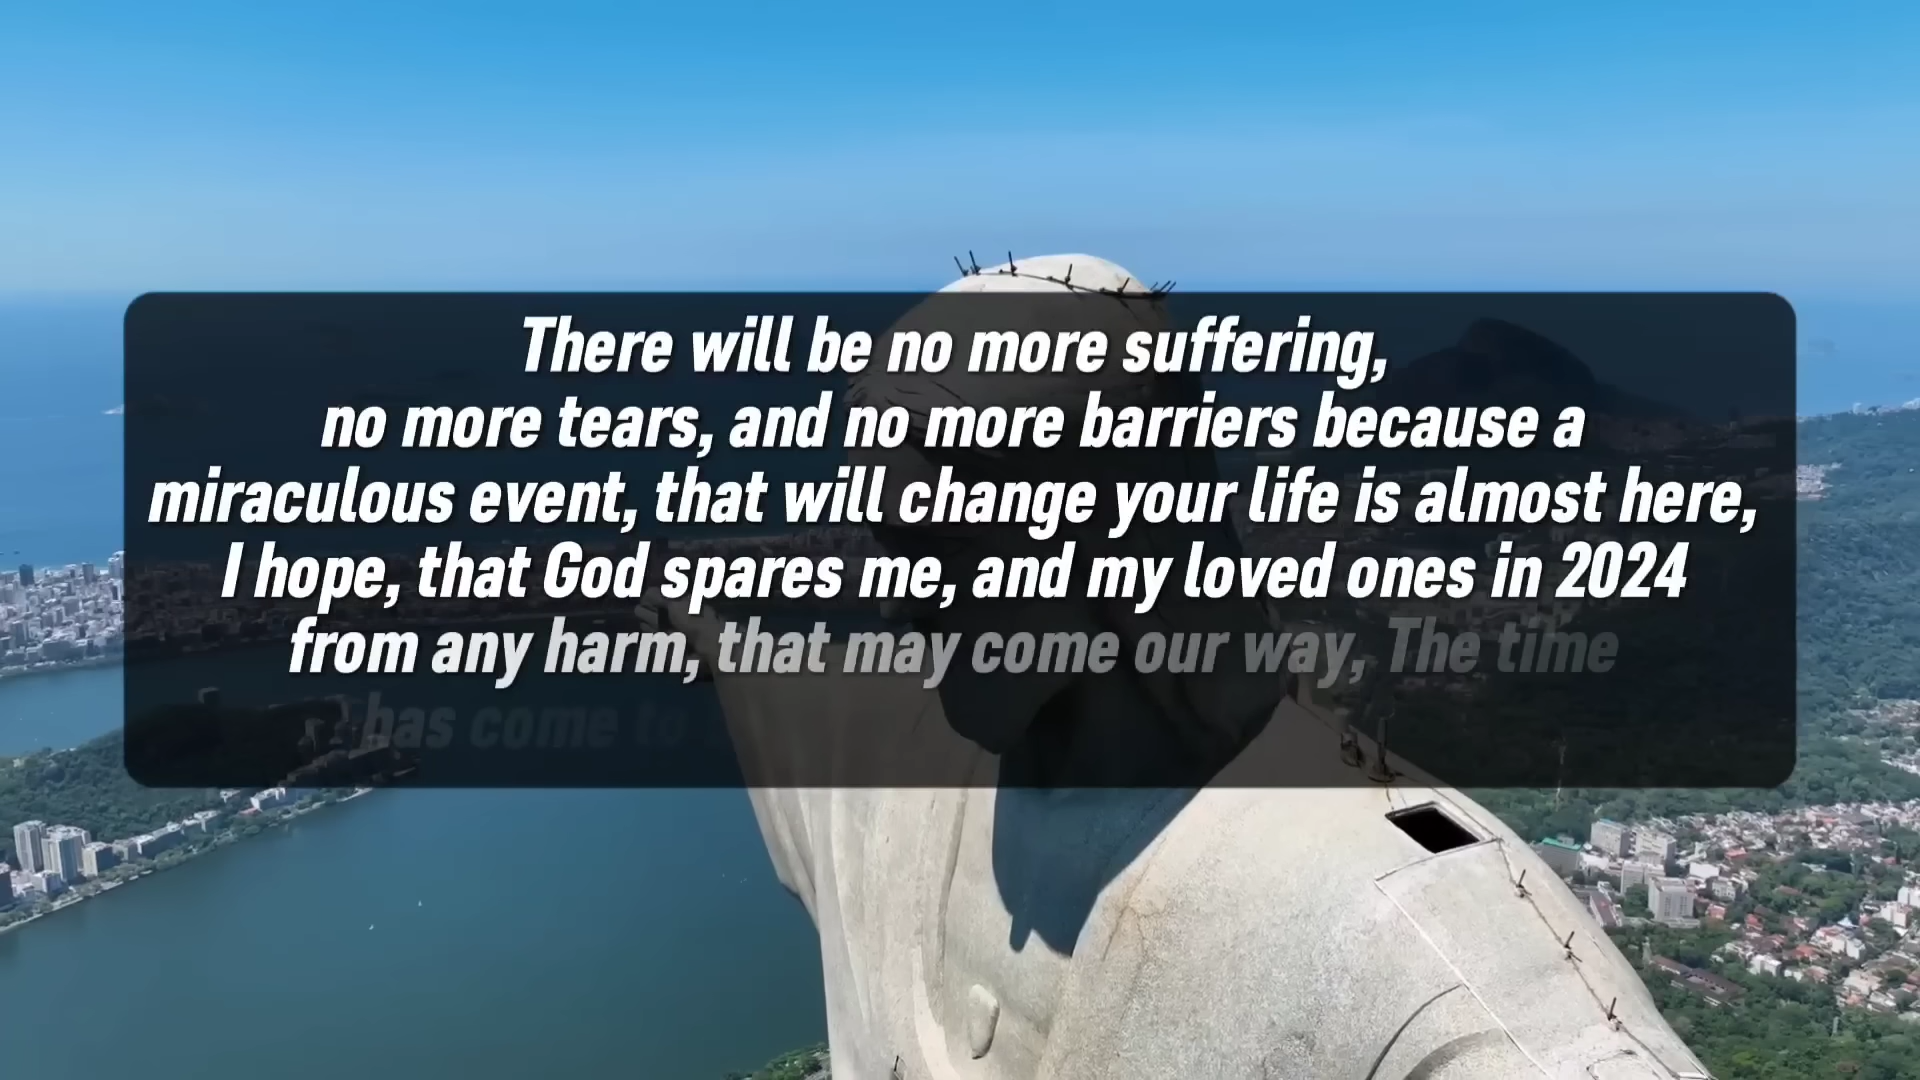 There will be no more suffering,
no more tears, and no more barriers because a
miraculous event, that will change your life is almost here,
I hope, that God spares me, and my loved ones in 2024
from any harm, that may come our way, The time
has come to